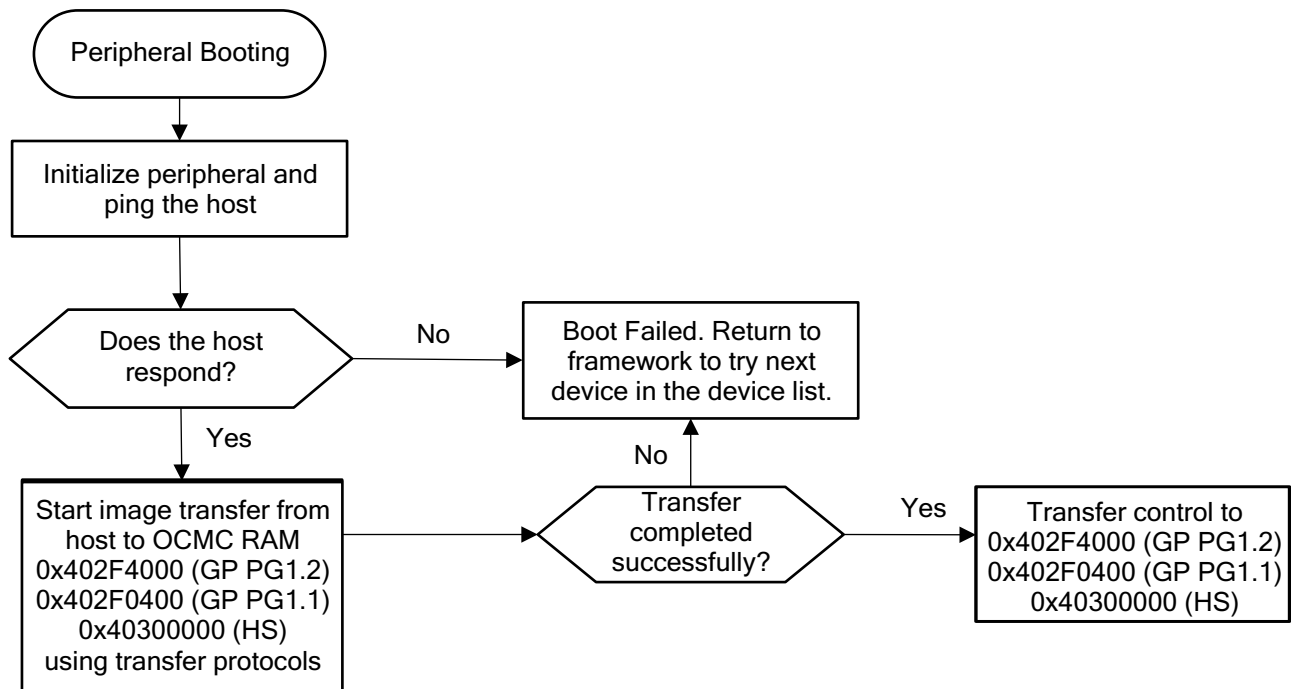 Peripheral Booting
Initialize peripheral and
ping the host
Does the host
respond?
No
Boot Failed. Return to
framework to try next
device in the device list.
Yes
No
Start image transfer from
host to OCMC RAM
0x402F4000 (GP PG1.2)
0x402F0400 (GP PG1.1)
0x40300000 (HS)
using transfer protocols
Transfer
completed
successfully?
Yes
Transfer control to
0x402F4000 (GP PG1.2)
0x402F0400 (GP PG1.1)
0x40300000 (HS)